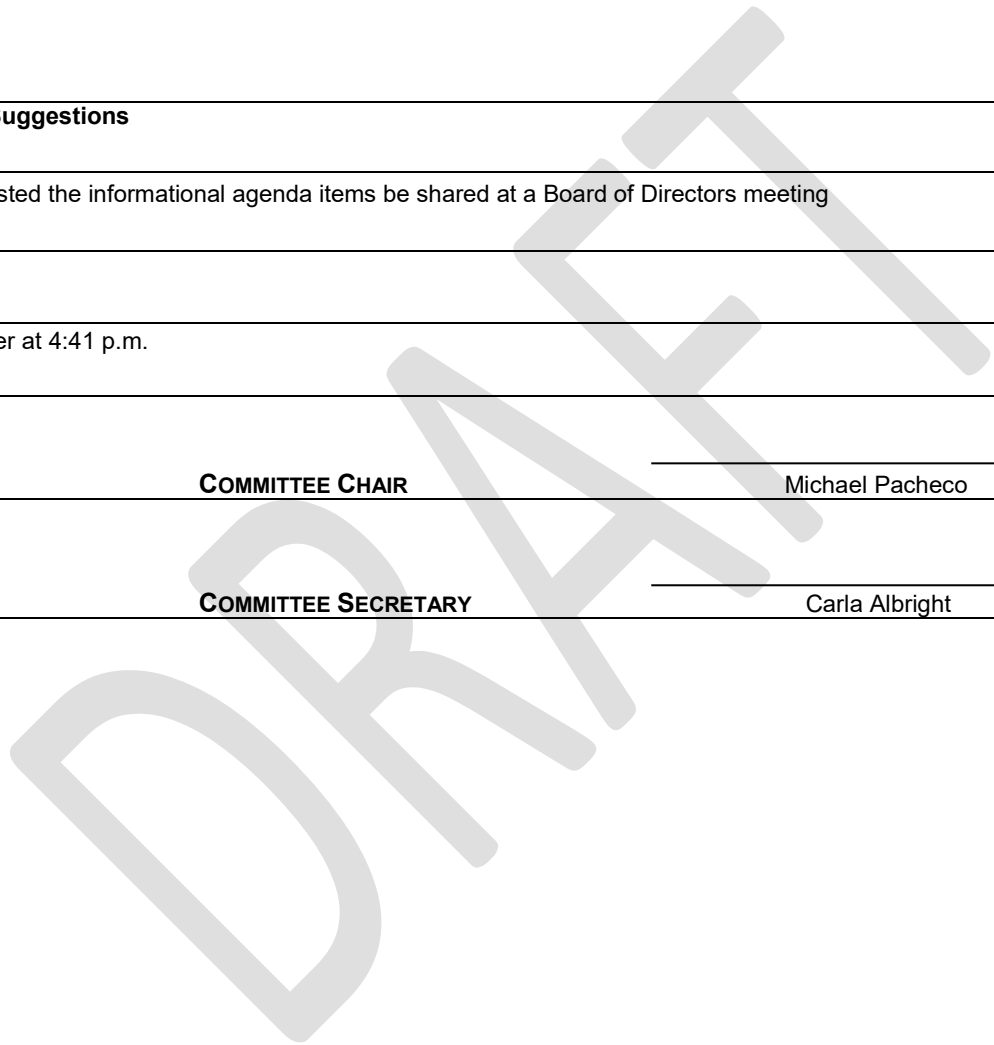 uggestions
sted the informational agenda items be shared at a Board of Directors meeting
er at 4:41 p.m.
COMMITTEE CHAIR
Michael Pacheco
COMMITTEE SECRETARY
Carla Albright
DRAFT